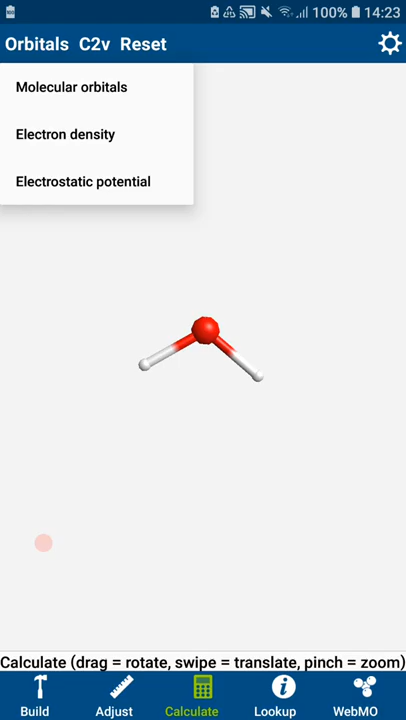 100% 14:23
Orbitals C2v Reset
Molecular orbitals
Electron density
Electrostatic potential
Calculate (drag = rotate, swipe = translate, pinch = zoom)
Build Adjust Calculate Lookup WebMO